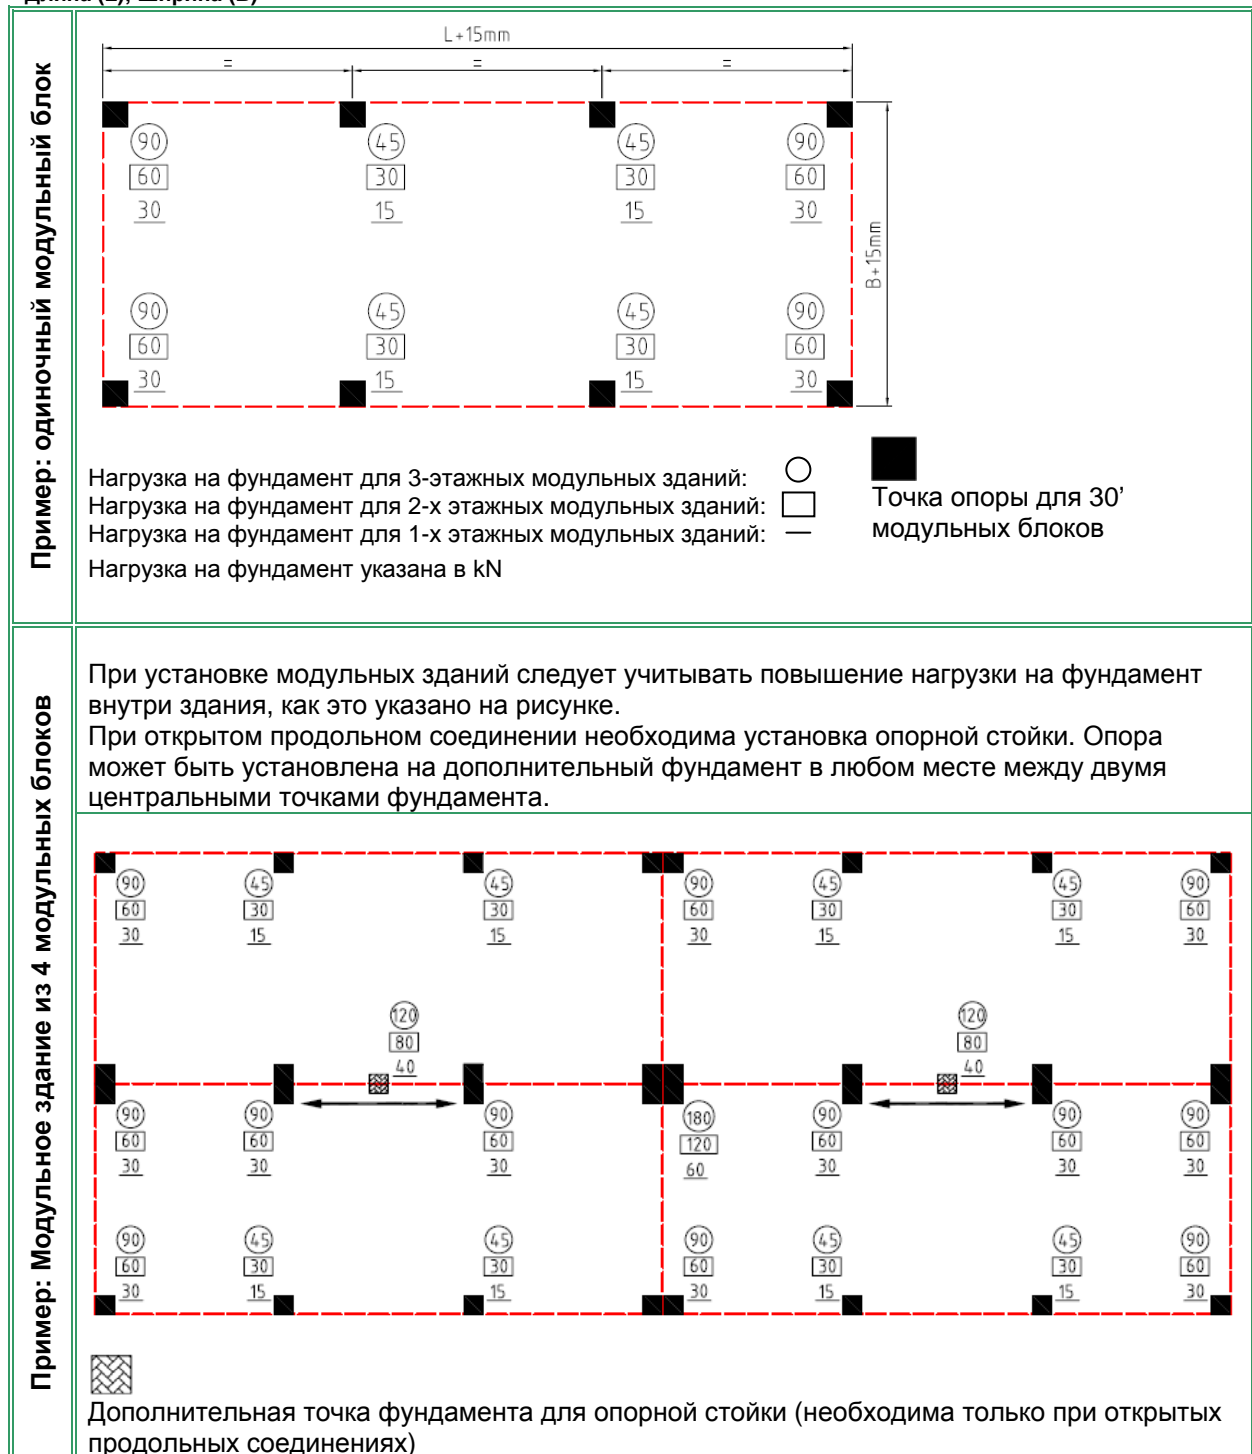 Длина (L), Ширина (B)
Пример: одиночный модульный блок
L+15mm
= = =
90 45 45 90
60 30 30 60
30 15 15 30
B+15mm
90 45 45 90
60 30 30 60
30 15 15 30
Нагрузка на фундамент для 3-этажных модульных зданий:
Нагрузка на фундамент для 2-х этажных модульных зданий:
Нагрузка на фундамент для 1-х этажных модульных зданий:
Нагрузка на фундамент указана в kN
Точка опоры для 30’
модульных блоков
Пример: Модульное здание из 4 модульных блоков
При установке модульных зданий следует учитывать повышение нагрузки на фундамент
внутри здания, как это указано на рисунке.
При открытом продольном соединении необходима установка опорной стойки. Опора
может быть установлена на дополнительный фундамент в любом месте между двумя
центральными точками фундамента.
90 45 45 90 45 45 90
60 30 30 60 30 30 60
30 15 15 30 15 15 30
120 120
80 80
40 40
90 90 90 180 90 90 90
60 60 60 120 60 60 60
30 30 30 60 30 30 30
90 45 45 90 45 45 90
60 30 30 60 30 30 60
30 15 15 30 15 15 30
Дополнительная точка фундамента для опорной стойки (необходима только при открытых
продольных соединениях)